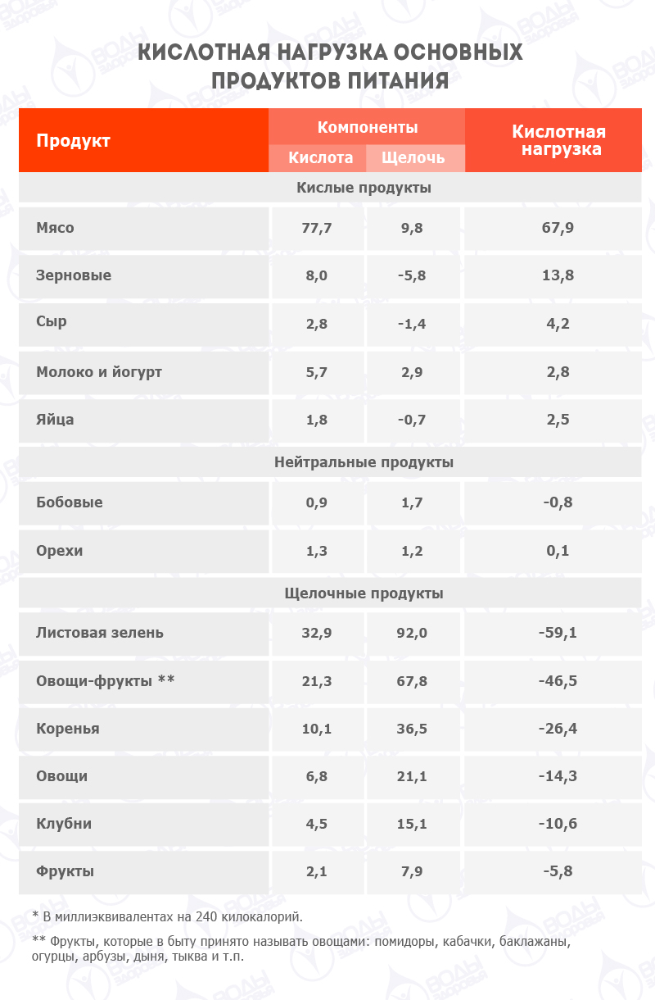 КИСЛОТНАЯ НАГРУЗКА ОСНОВНЫХ
ПРОДУКТОВ ПИТАНИЯ
Продукт
Компоненты
Кислота Щелочь
Кислотная
нагрузка
Кислые продукты
Мясо 77,7 9,8 67,9
Зерновые 8,0 -5,8 13,8
Сыр 2,8 -1,4 4,2
Молоко и йогурт 5,7 2,9 2,8
Яйца 1,8 -0,7 2,5
Нейтральные продукты
Бобовые 0,9 1,7 -0,8
Орехи 1,3 1,2 0,1
Щелочные продукты
Листовая зелень 32,9 92,0 -59,1
Овощи-фрукты ** 21,3 67,8 -46,5
Коренья 10,1 36,5 -26,4
Овощи 6,8 21,1 -14,3
Клубни 4,5 15,1 -10,6
Фрукты 2,1 7,9 -5,8
* В миллиэквивалентах на 240 килокалорий.
** Фрукты, которые в быту принято называть овощами: помидоры, кабачки, баклажаны,
огурцы, арбузы, дыня, тыква и т.п.
ВОДЫ
здоровья